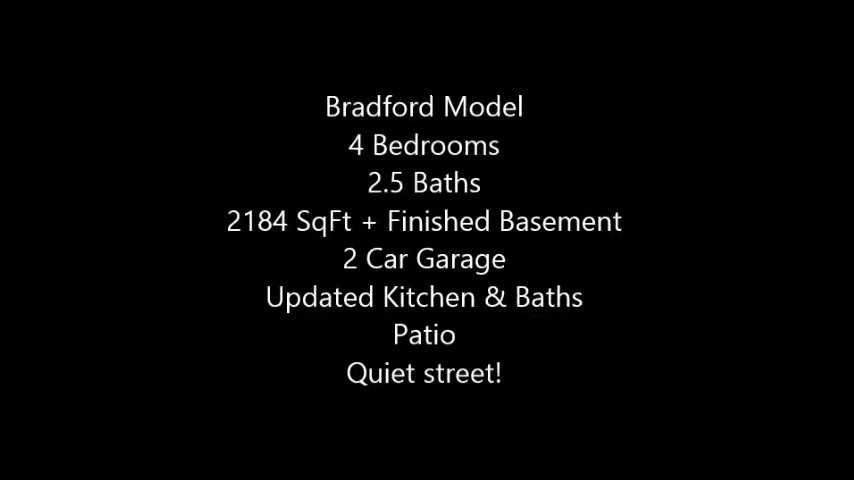 Bradford Model
4 Bedrooms
2.5 Baths
2184 SqFt + Finished Basement
2 Car Garage
Updated Kitchen & Baths
Patio
Quiet street!